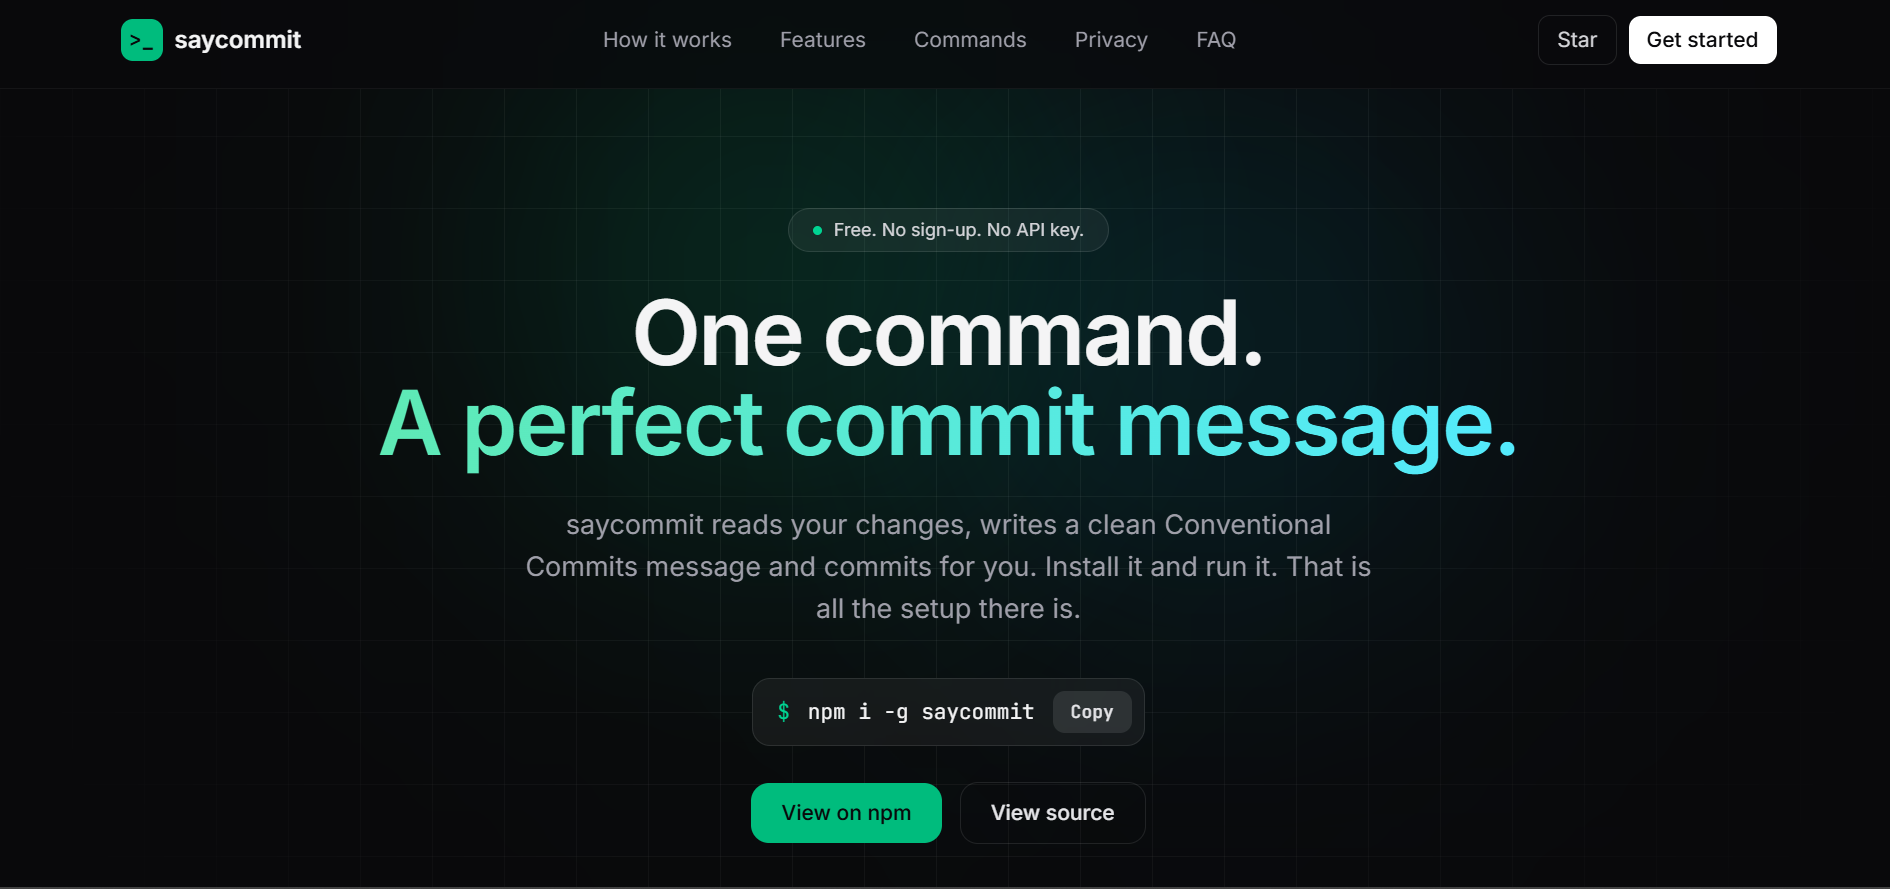 >_ saycommit
How it works
Features
Commands
Privacy
FAQ
Star
Get started
Free. No sign-up. No API key.
One command.
A perfect commit message.
saycommit reads your changes, writes a clean Conventional
Commits message and commits for you. Install it and run it. That is
all the setup there is.
$ npm i -g saycommit
Copy
View on npm
View source